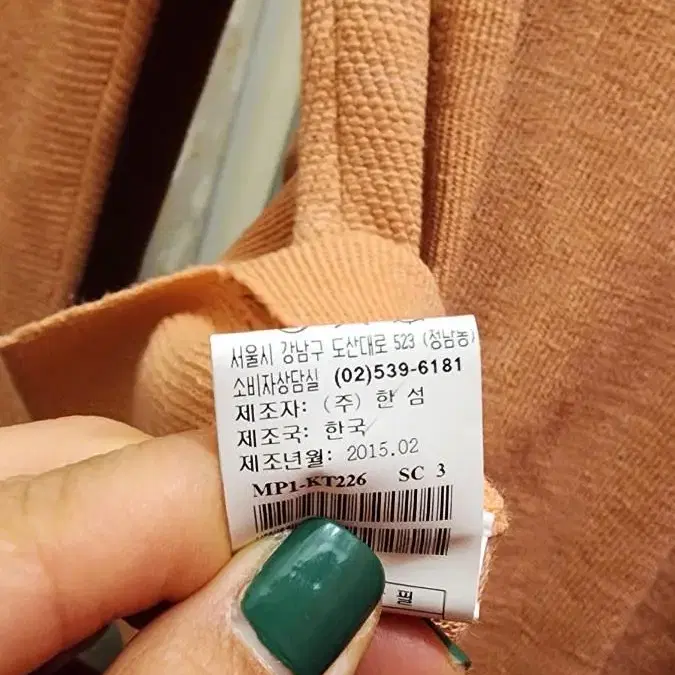 서울시 강남구 도산대로 523 (청담동)
소비자상담실 (02)539-6181
제조자: (주) 한 섬
제조국: 한국
제조년월: 2015.02
MP1-KT226 SC 3
필